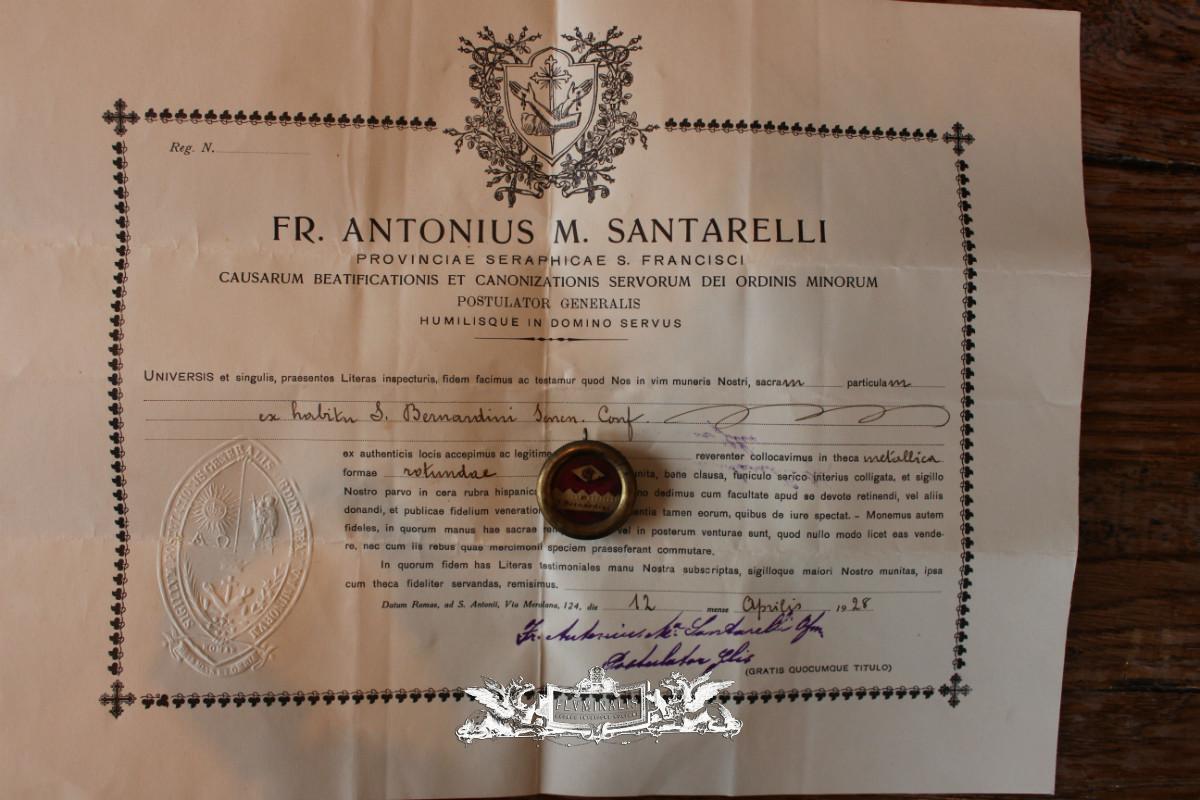 Reg. N.
FR. ANTONIUS M. SANTARELLI
PROVINCIAE SERAPHICAE S. FRANCISCI
CAUSARUM BEATIFICATIONIS ET CANONIZATIONIS SERVORUM DEI ORDINIS MINORUM
POSTULATOR GENERALIS
HUMILISQUE IN DOMINO SERVUS
UNIVERSIS et singulis, praesentes Literas inspecturis, fidem facimus ac testamur quod Nos in vim muneris Nostri, sacram particulam
ex habitu S. Bernardini Senen. Conf.
ex authenticis locis accepimus ac legitime reverenter collocavimus in theca metallica
formae rotundae unita, bene clausa, funiculo serico interius colligata, et sigillo
Nostro parvo in cera rubra hispanic no dedimus cum facultate apud se devote retinendi, vel aliis
donandi, et publicae fidelium veneration entia tamen eorum, quibus de iure spectat. - Monemus autem
fideles, in quorum manus hae sacrae vel in posterum venturae sunt, quod nullo modo licet eas vende-
re, nec cum iis rebus quae mercimonii speciem praeseferant commutare.
In quorum fidem has Literas testimoniales manu Nostra subscriptas, sigilloque maiori Nostro munitas, ipsa
cum theca fideliter servandas, remisimus.
Datum Romae, ad S. Antonii, Via Merulana, 124, die 12 mense Aprilis 1928
Fr. Antonius Ma Santarelli Ofm
Postulator Glis
(GRATIS QUOCUMQUE TITULO)
FLUMINALIS